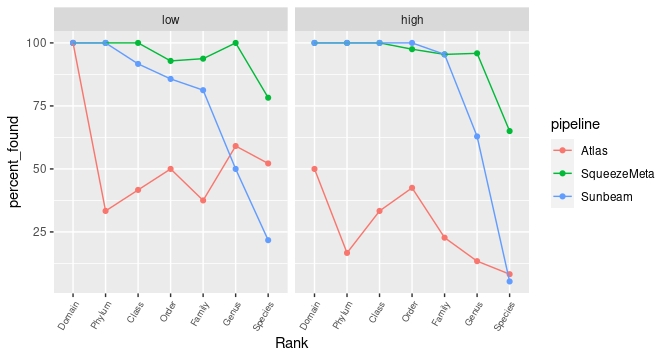 low
high
percent_found
100
75
50
25
Domain
Phylum
Class
Order
Family
Genus
Species
Domain
Phylum
Class
Order
Family
Genus
Species
Rank
pipeline
Atlas
SqueezeMeta
Sunbeam